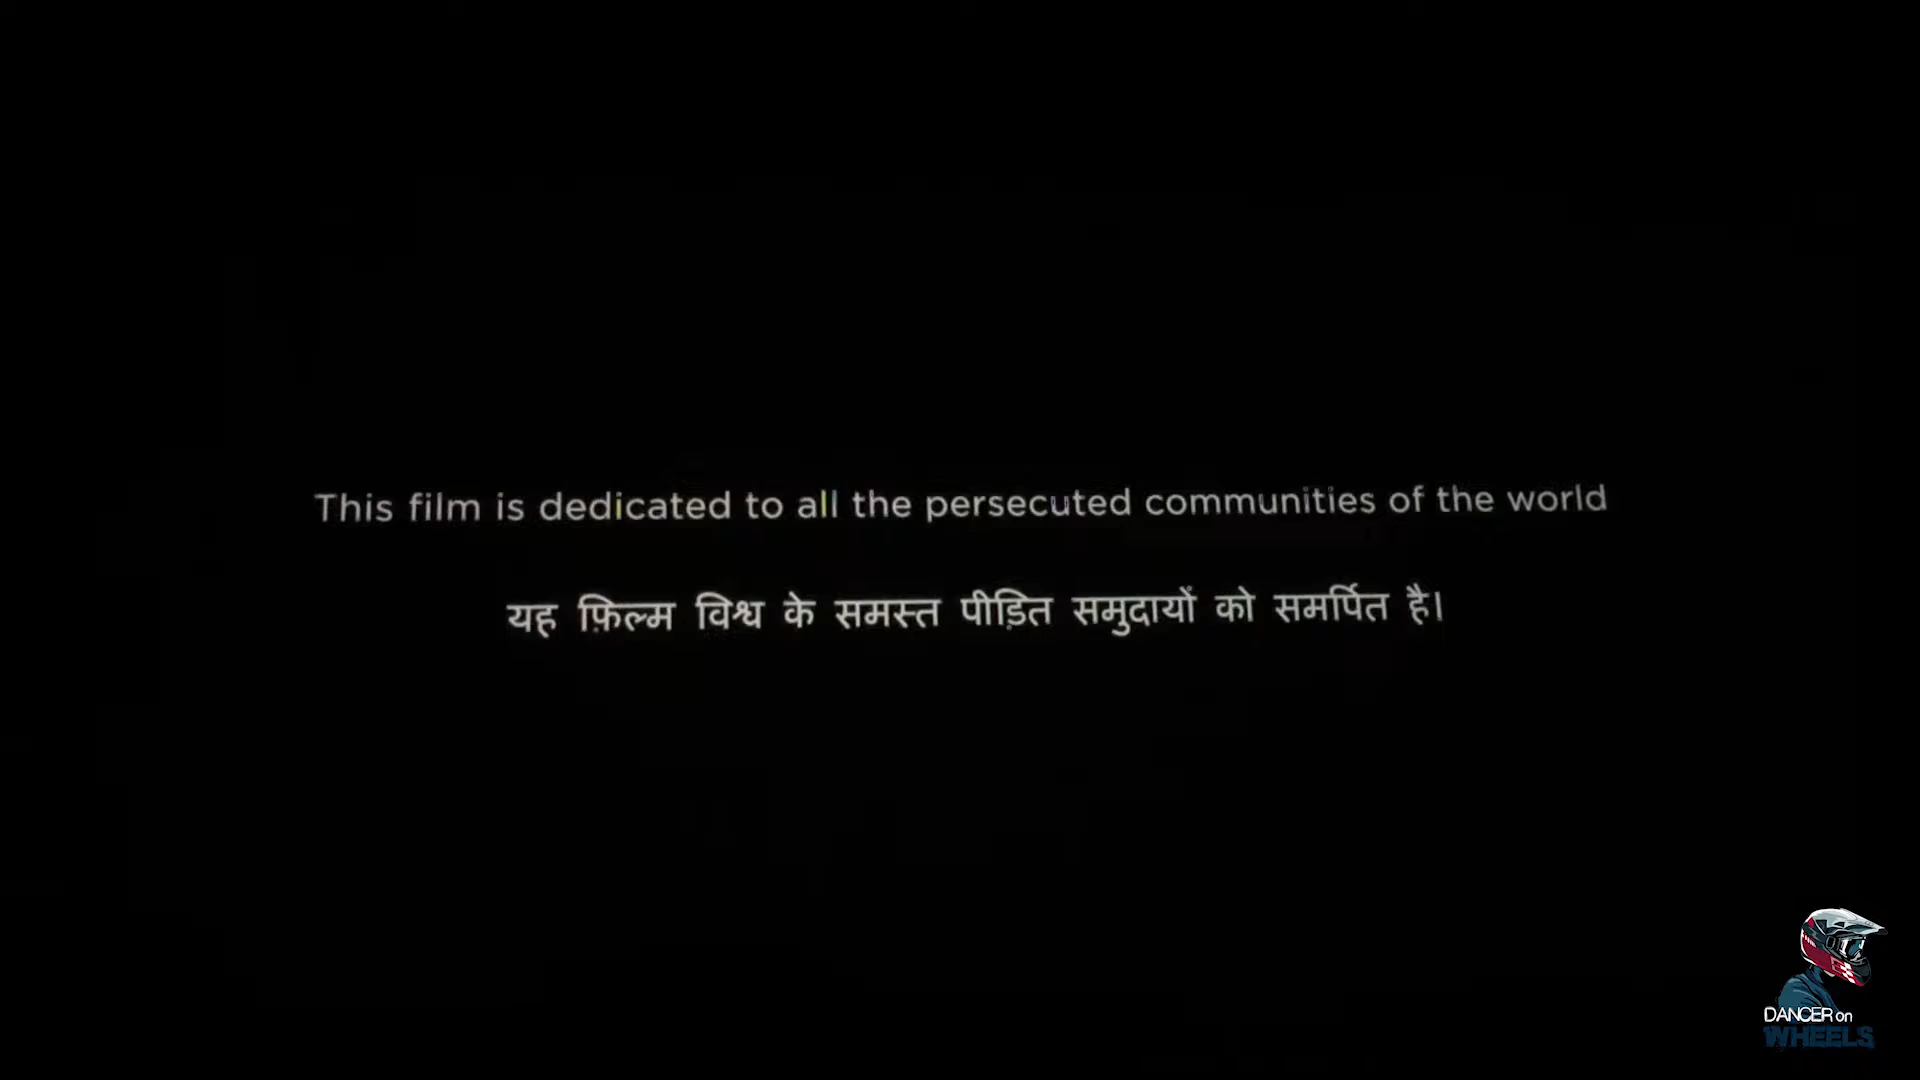 This film is dedicated to all the persecuted communities of the world
यह फ़िल्म विश्व के समस्त पीड़ित समुदायों को समर्पित है।
DANCER on
WHEELS